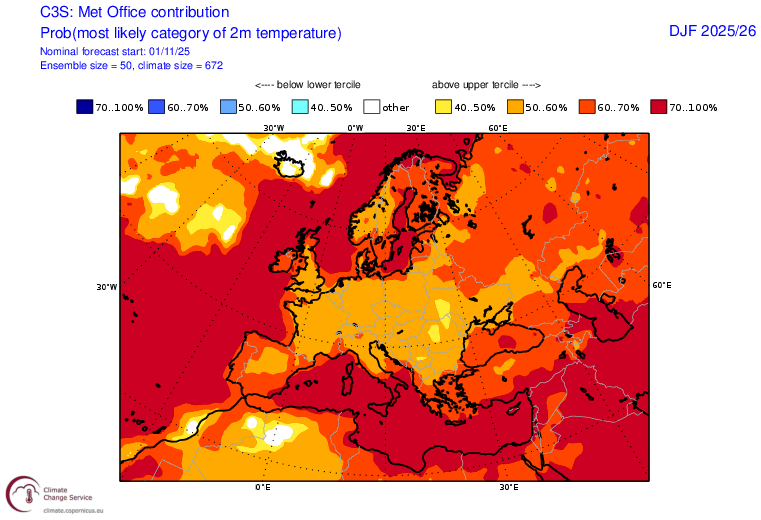 C3S: Met Office contribution
Prob(most likely category of 2m temperature)
DJF 2025/26
Nominal forecast start: 01/11/25
Ensemble size = 50, climate size = 672
<---- below lower tercile
above upper tercile ---->
70..100%
60..70%
50..60%
40..50%
other
40..50%
50..60%
60..70%
70..100%
30°W
0°W
30°E
60°E
30°W
60°E
0°E
30°E
Climate
Change Service
climate.copernicus.eu